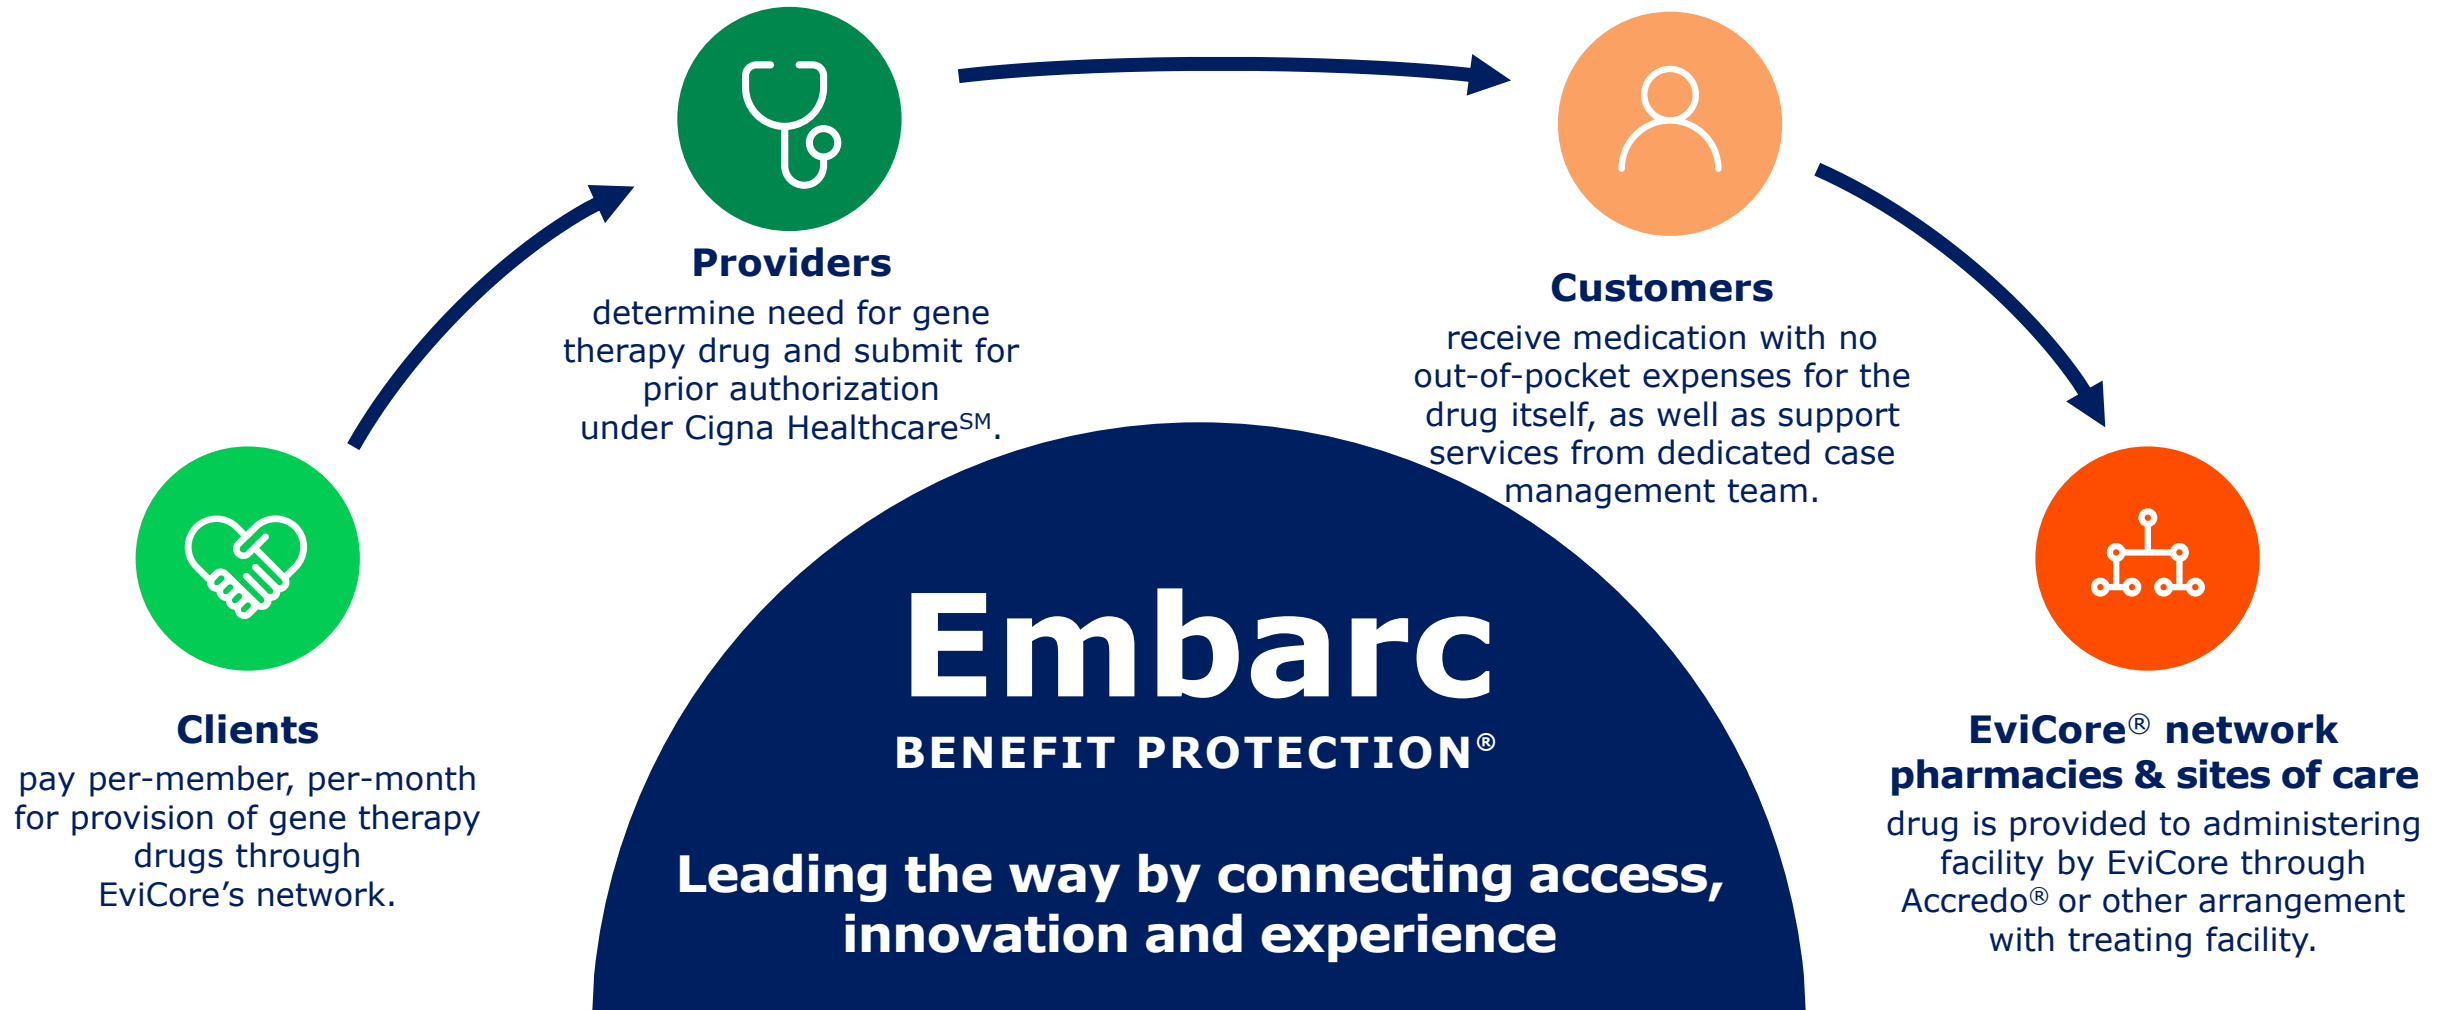 Clients
pay per-member, per-month
for provision of gene therapy
drugs through
EviCore’s network.
Providers
determine need for gene
therapy drug and submit for
prior authorization
under Cigna Healthcare℠.
Customers
receive medication with no
out-of-pocket expenses for the
drug itself, as well as support
services from dedicated case
management team.
EviCore® network
pharmacies & sites of care
drug is provided to administering
facility by EviCore through
Accredo® or other arrangement
with treating facility.
Embarc
BENEFIT PROTECTION®
Leading the way by connecting access,
innovation and experience